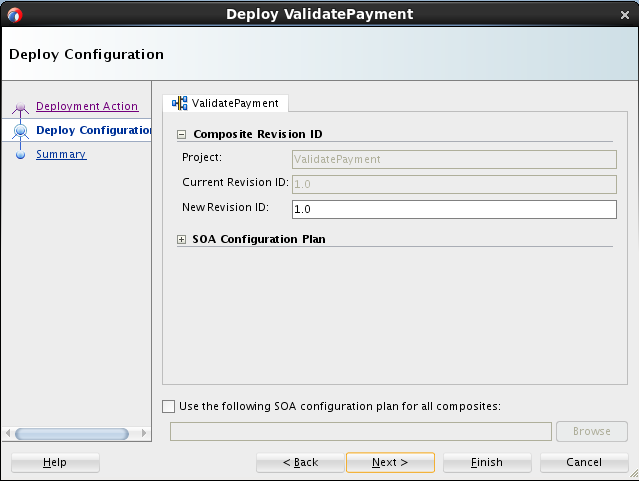 Deploy ValidatePayment
Deploy Configuration
Deployment Action
Deploy Configuratio
Summary
ValidatePayment
Composite Revision ID
Project: ValidatePayment
Current Revision ID: 1.0
New Revision ID: 1.0
SOA Configuration Plan
Use the following SOA configuration plan for all composites:
Browse
Help < Back Next > Finish Cancel